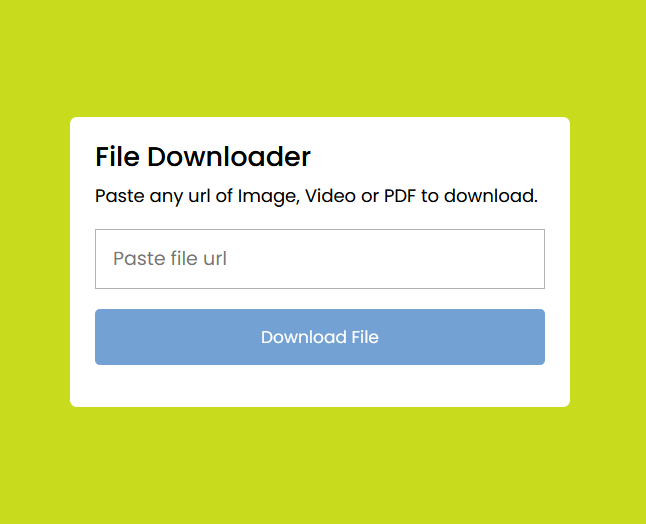 File Downloader
Paste any url of Image, Video or PDF to download.
Paste file url
Download File